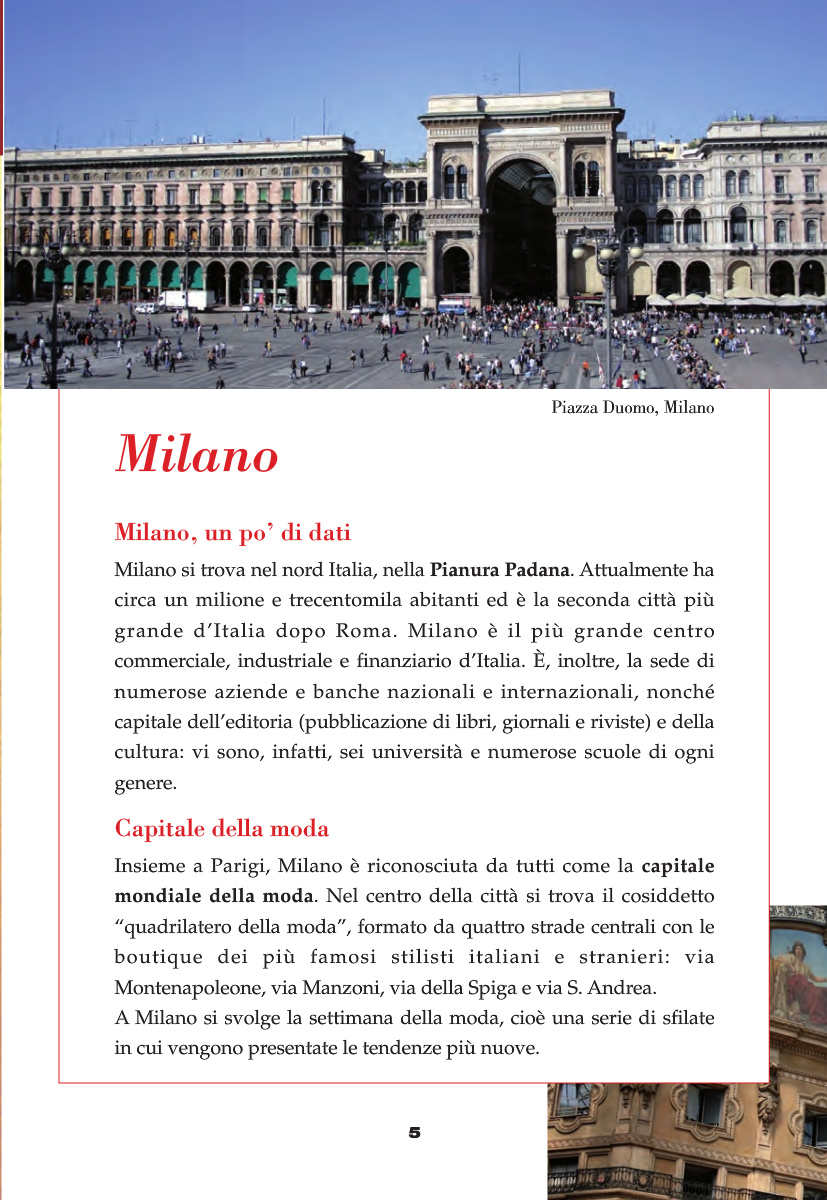 Piazza Duomo, Milano
Milano
Milano, un po’ di dati
Milano si trova nel nord Italia, nella Pianura Padana. Attualmente ha
circa un milione e trecentomila abitanti ed è la seconda città più
grande d’Italia dopo Roma. Milano è il più grande centro
commerciale, industriale e finanziario d’Italia. È, inoltre, la sede di
numerose aziende e banche nazionali e internazionali, nonché
capitale dell’editoria (pubblicazione di libri, giornali e riviste) e della
cultura: vi sono, infatti, sei università e numerose scuole di ogni
genere.
Capitale della moda
Insieme a Parigi, Milano è riconosciuta da tutti come la capitale
mondiale della moda. Nel centro della città si trova il cosiddetto
“quadrilatero della moda”, formato da quattro strade centrali con le
boutique dei più famosi stilisti italiani e stranieri: via
Montenapoleone, via Manzoni, via della Spiga e via S. Andrea.
A Milano si svolge la settimana della moda, cioè una serie di sfilate
in cui vengono presentate le tendenze più nuove.
5